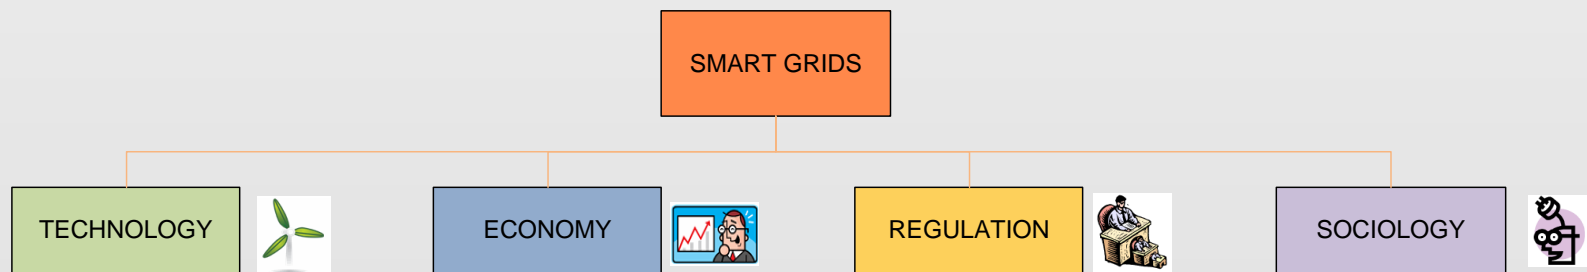 SMART GRIDS
TECHNOLOGY
ECONOMY
REGULATION
SOCIOLOGY